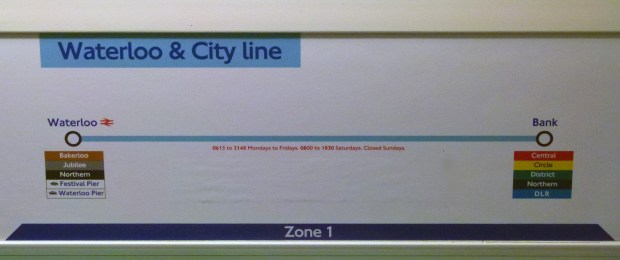 Waterloo & City line
Waterloo
Bank
0615 to 2148 Mondays to Fridays. 0800 to 1830 Saturdays. Closed Sundays.
Bakerloo
Jubilee
Northern
Festival Pier
Waterloo Pier
Central
Circle
District
Northern
DLR
Zone 1